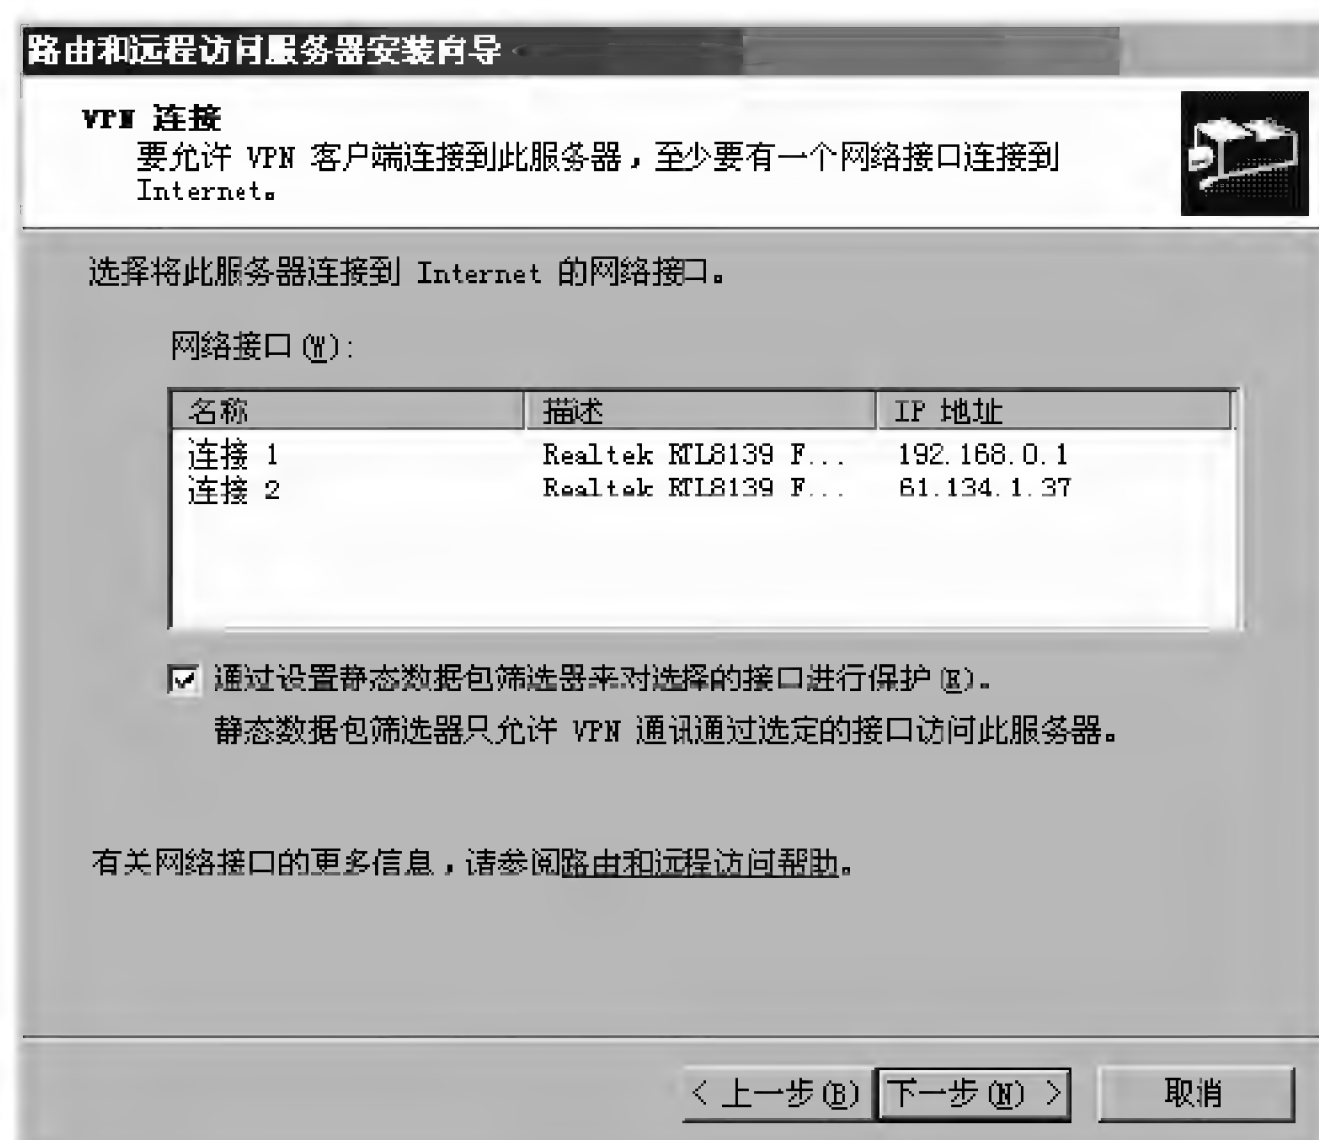 路由和远程访问服务器安装向导
VPN 连接
要允许 VPN 客户端连接到此服务器，至少要有一个网络接口连接到
Internet。
选择将此服务器连接到 Internet 的网络接口。
网络接口(W):
名称 描述 IP 地址
连接 1 Realtek RTL8139 F... 192.168.0.1
连接 2 Realtek RTL8139 F... 61.134.1.37
通过设置静态数据包筛选器来对选择的接口进行保护(E)。
静态数据包筛选器只允许 VPN 通讯通过选定的接口访问此服务器。
有关网络接口的更多信息，请参阅路由和远程访问帮助。
< 上一步(B) 下一步(N) > 取消